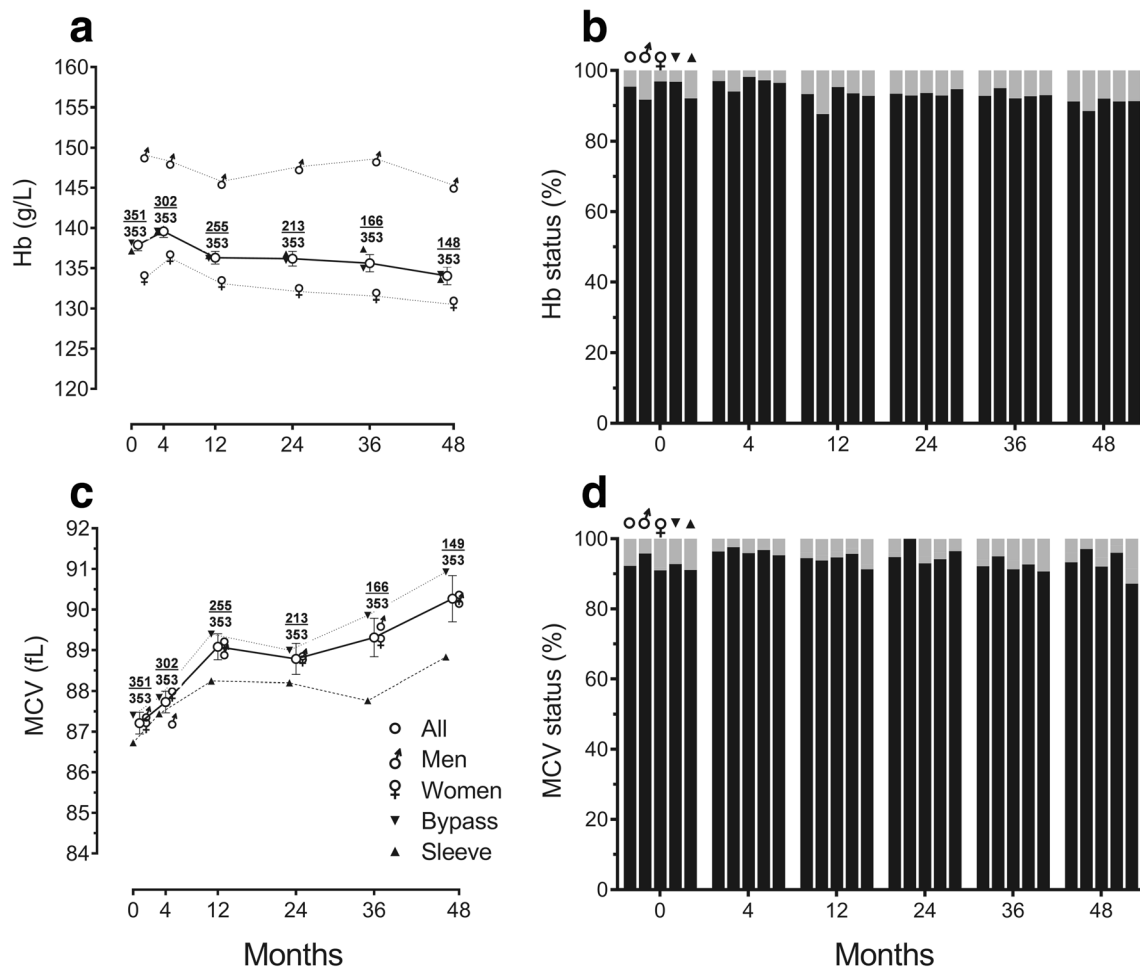 a
160
155
150
145
140
135
130
125
120
Hb (g/L)
351
353
302
353
255
353
213
353
166
353
148
353
0 4 12 24 36 48
b
100
80
60
40
20
0
Hb status (%)
0 4 12 24 36 48
c
92
91
90
89
88
87
86
85
84
MCV (fL)
351
353
302
353
255
353
213
353
166
353
149
353
All
Men
Women
Bypass
Sleeve
0 4 12 24 36 48
Months
d
100
80
60
40
20
0
MCV status (%)
0 4 12 24 36 48
Months